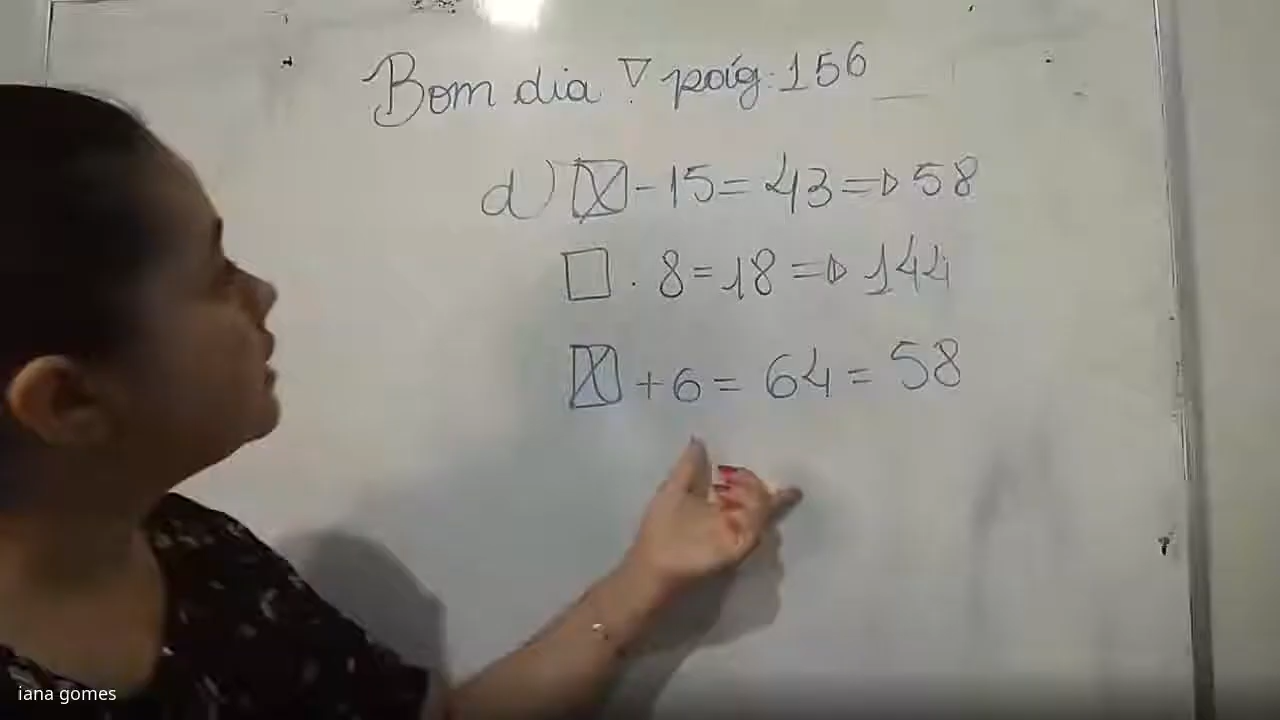 Bom dia ! pág. 156
d) X - 15 = 43 => 58
□ . 8 = 18 => 144
X + 6 = 64 = 58
iana gomes